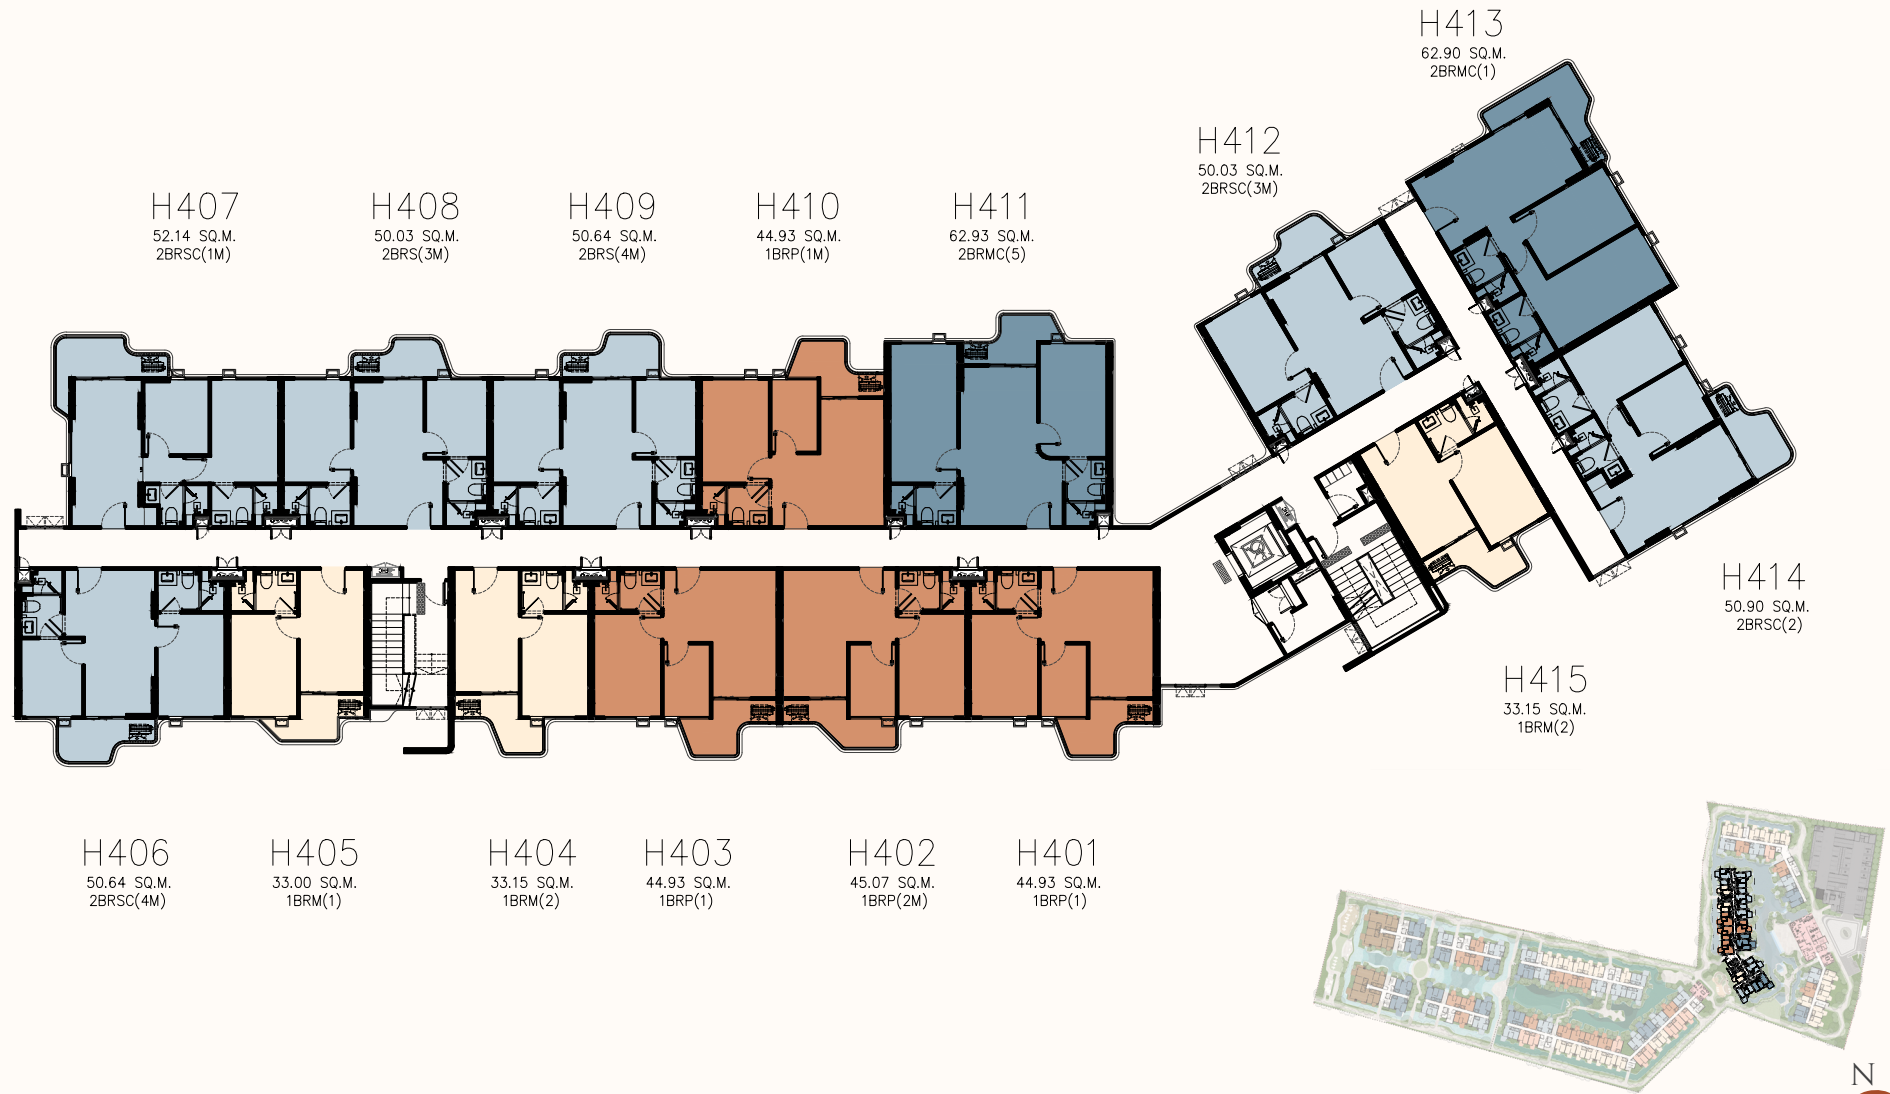 H413
62.90 SQ.M.
2BRMC(1)
H412
50.03 SQ.M.
2BRSC(3M)
H407
52.14 SQ.M.
2BRSC(1M)
H408
50.03 SQ.M.
2BRS(3M)
H409
50.64 SQ.M.
2BRS(4M)
H410
44.93 SQ.M.
1BRP(1M)
H411
62.93 SQ.M.
2BRMC(5)
H414
50.90 SQ.M.
2BRSC(2)
H415
33.15 SQ.M.
1BRM(2)
H406
50.64 SQ.M.
2BRSC(4M)
H405
33.00 SQ.M.
1BRM(1)
H404
33.15 SQ.M.
1BRM(2)
H403
44.93 SQ.M.
1BRP(1)
H402
45.07 SQ.M.
1BRP(2M)
H401
44.93 SQ.M.
1BRP(1)
N